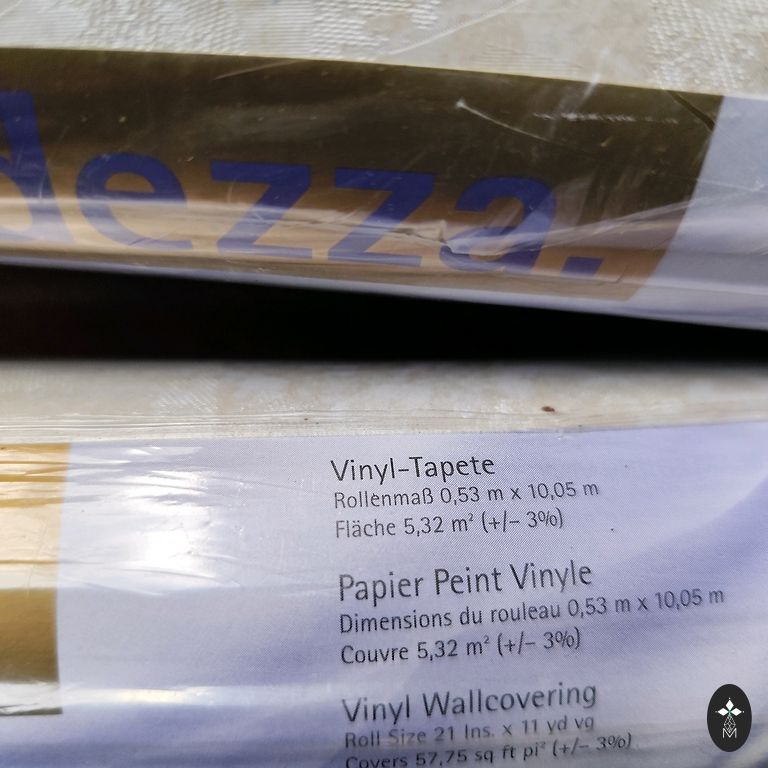 dezza.
Vinyl-Tapete
Rollenmaß 0,53 m x 10,05 m
Fläche 5,32 m² (+/- 3%)
Papier Peint Vinyle
Dimensions du rouleau 0,53 m x 10,05 m
Couvre 5,32 m² (+/- 3%)
Vinyl Wallcovering
Roll Size 21 Ins. x 11 yd vg
Covers 57,75 sq ft pi² (+/- 3%)